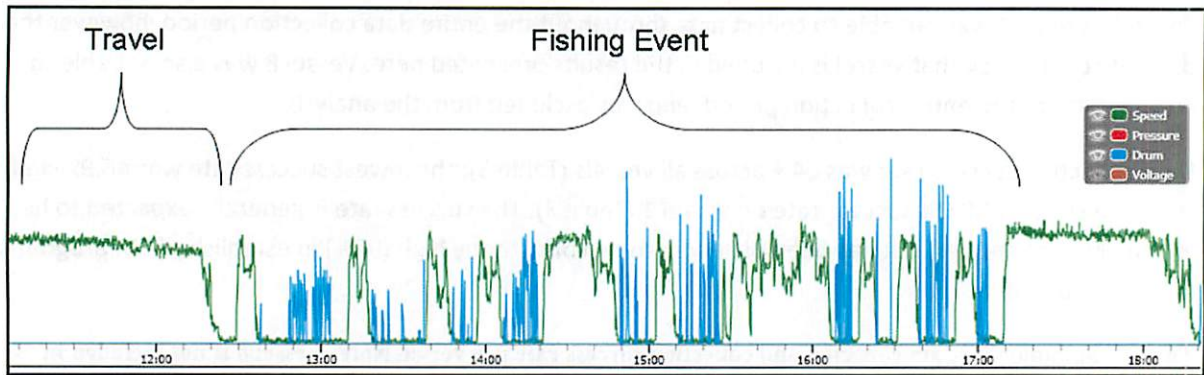 Travel
Fishing Event
Speed
Pressure
Drum
Voltage
12:00
13:00
14:00
15:00
16:00
17:00
18:00